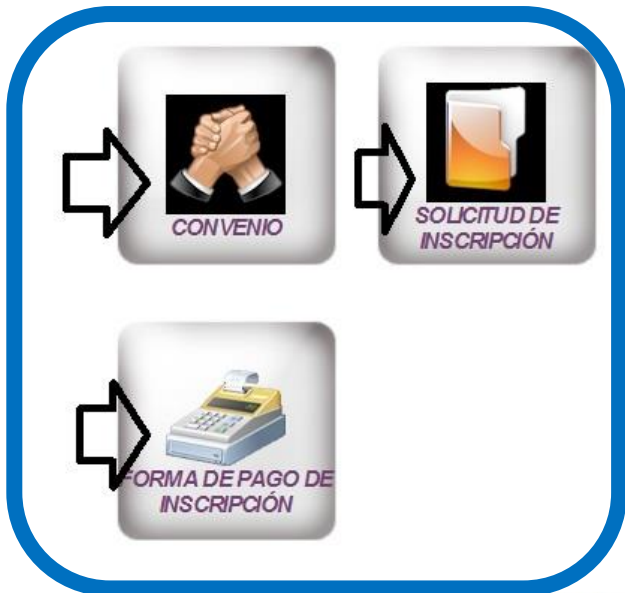 CONVENIO
SOLICITUD DE
INSCRIPCIÓN
FORMA DE PAGO DE
INSCRIPCIÓN